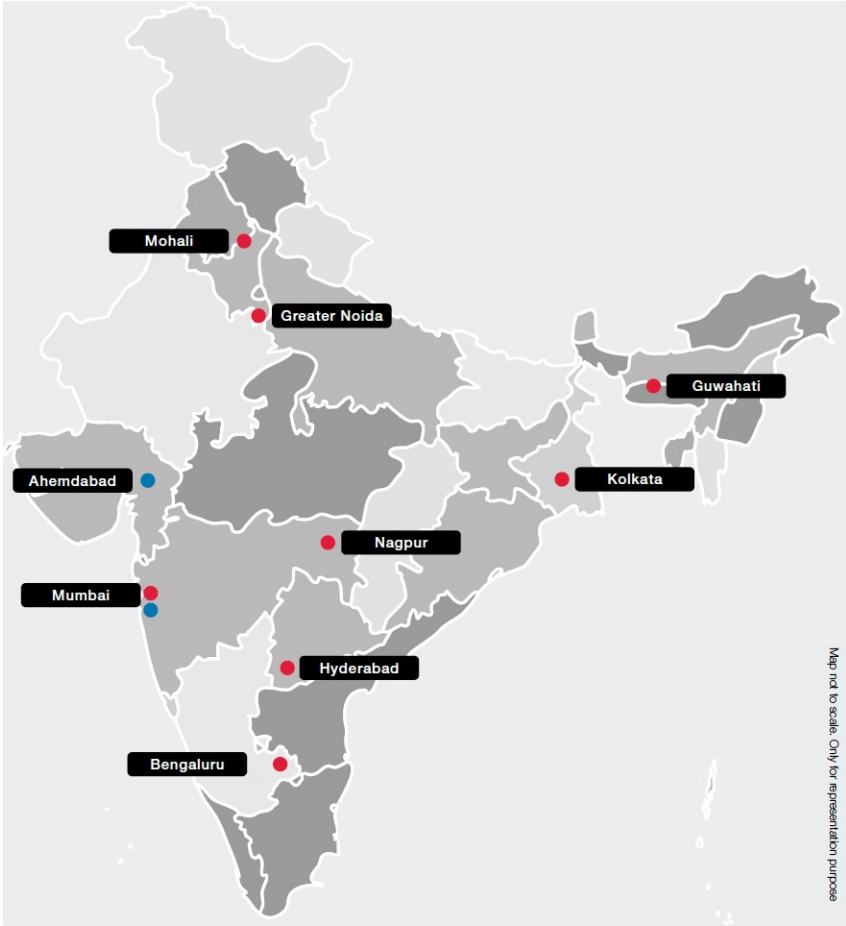 Mohali
Greater Noida
Guwahati
Ahemdabad
Kolkata
Nagpur
Mumbai
Hyderabad
Bengaluru
Map not to scale. Only for representation purpose